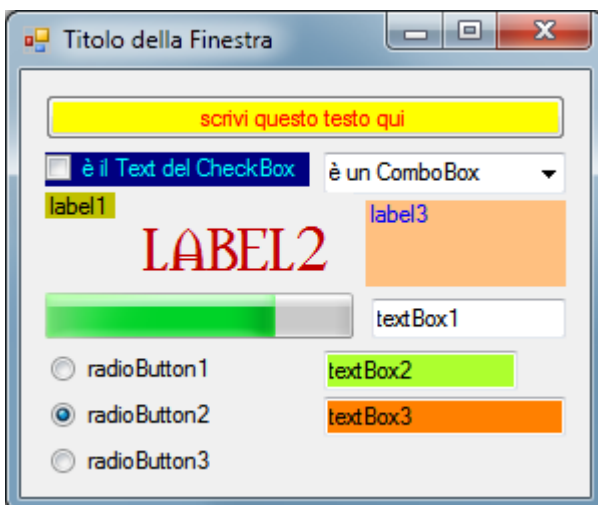 Titolo della Finestra
scrivi questo testo qui
è il Text del CheckBox
è un ComboBox
label1
LABEL2
label3
textBox1
radioButton1
textBox2
radioButton2
textBox3
radioButton3